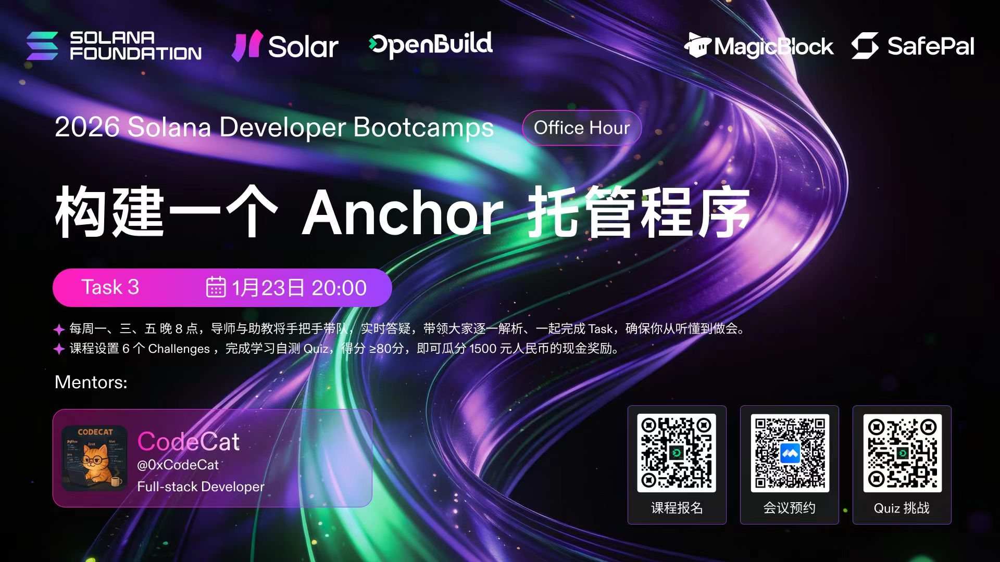 SOLANA FOUNDATION
Solar
OpenBuild
MagicBlock
SafePal
2026 Solana Developer Bootcamps
Office Hour
构建一个 Anchor 托管程序
Task 3
1月23日 20:00
每周一、三、五 晚 8 点，导师与助教将手把手带队，实时答疑，带领大家逐一解析、一起完成 Task，确保你从听懂到做会。
课程设置 6 个 Challenges ，完成学习自测 Quiz，得分 ≥80分，即可瓜分 1500 元人民币的现金奖励。
Mentors:
CODECAT
Python
Java
Vue
Java
CodeCat
@0xCodeCat
Full-stack Developer
课程报名
会议预约
Quiz 挑战